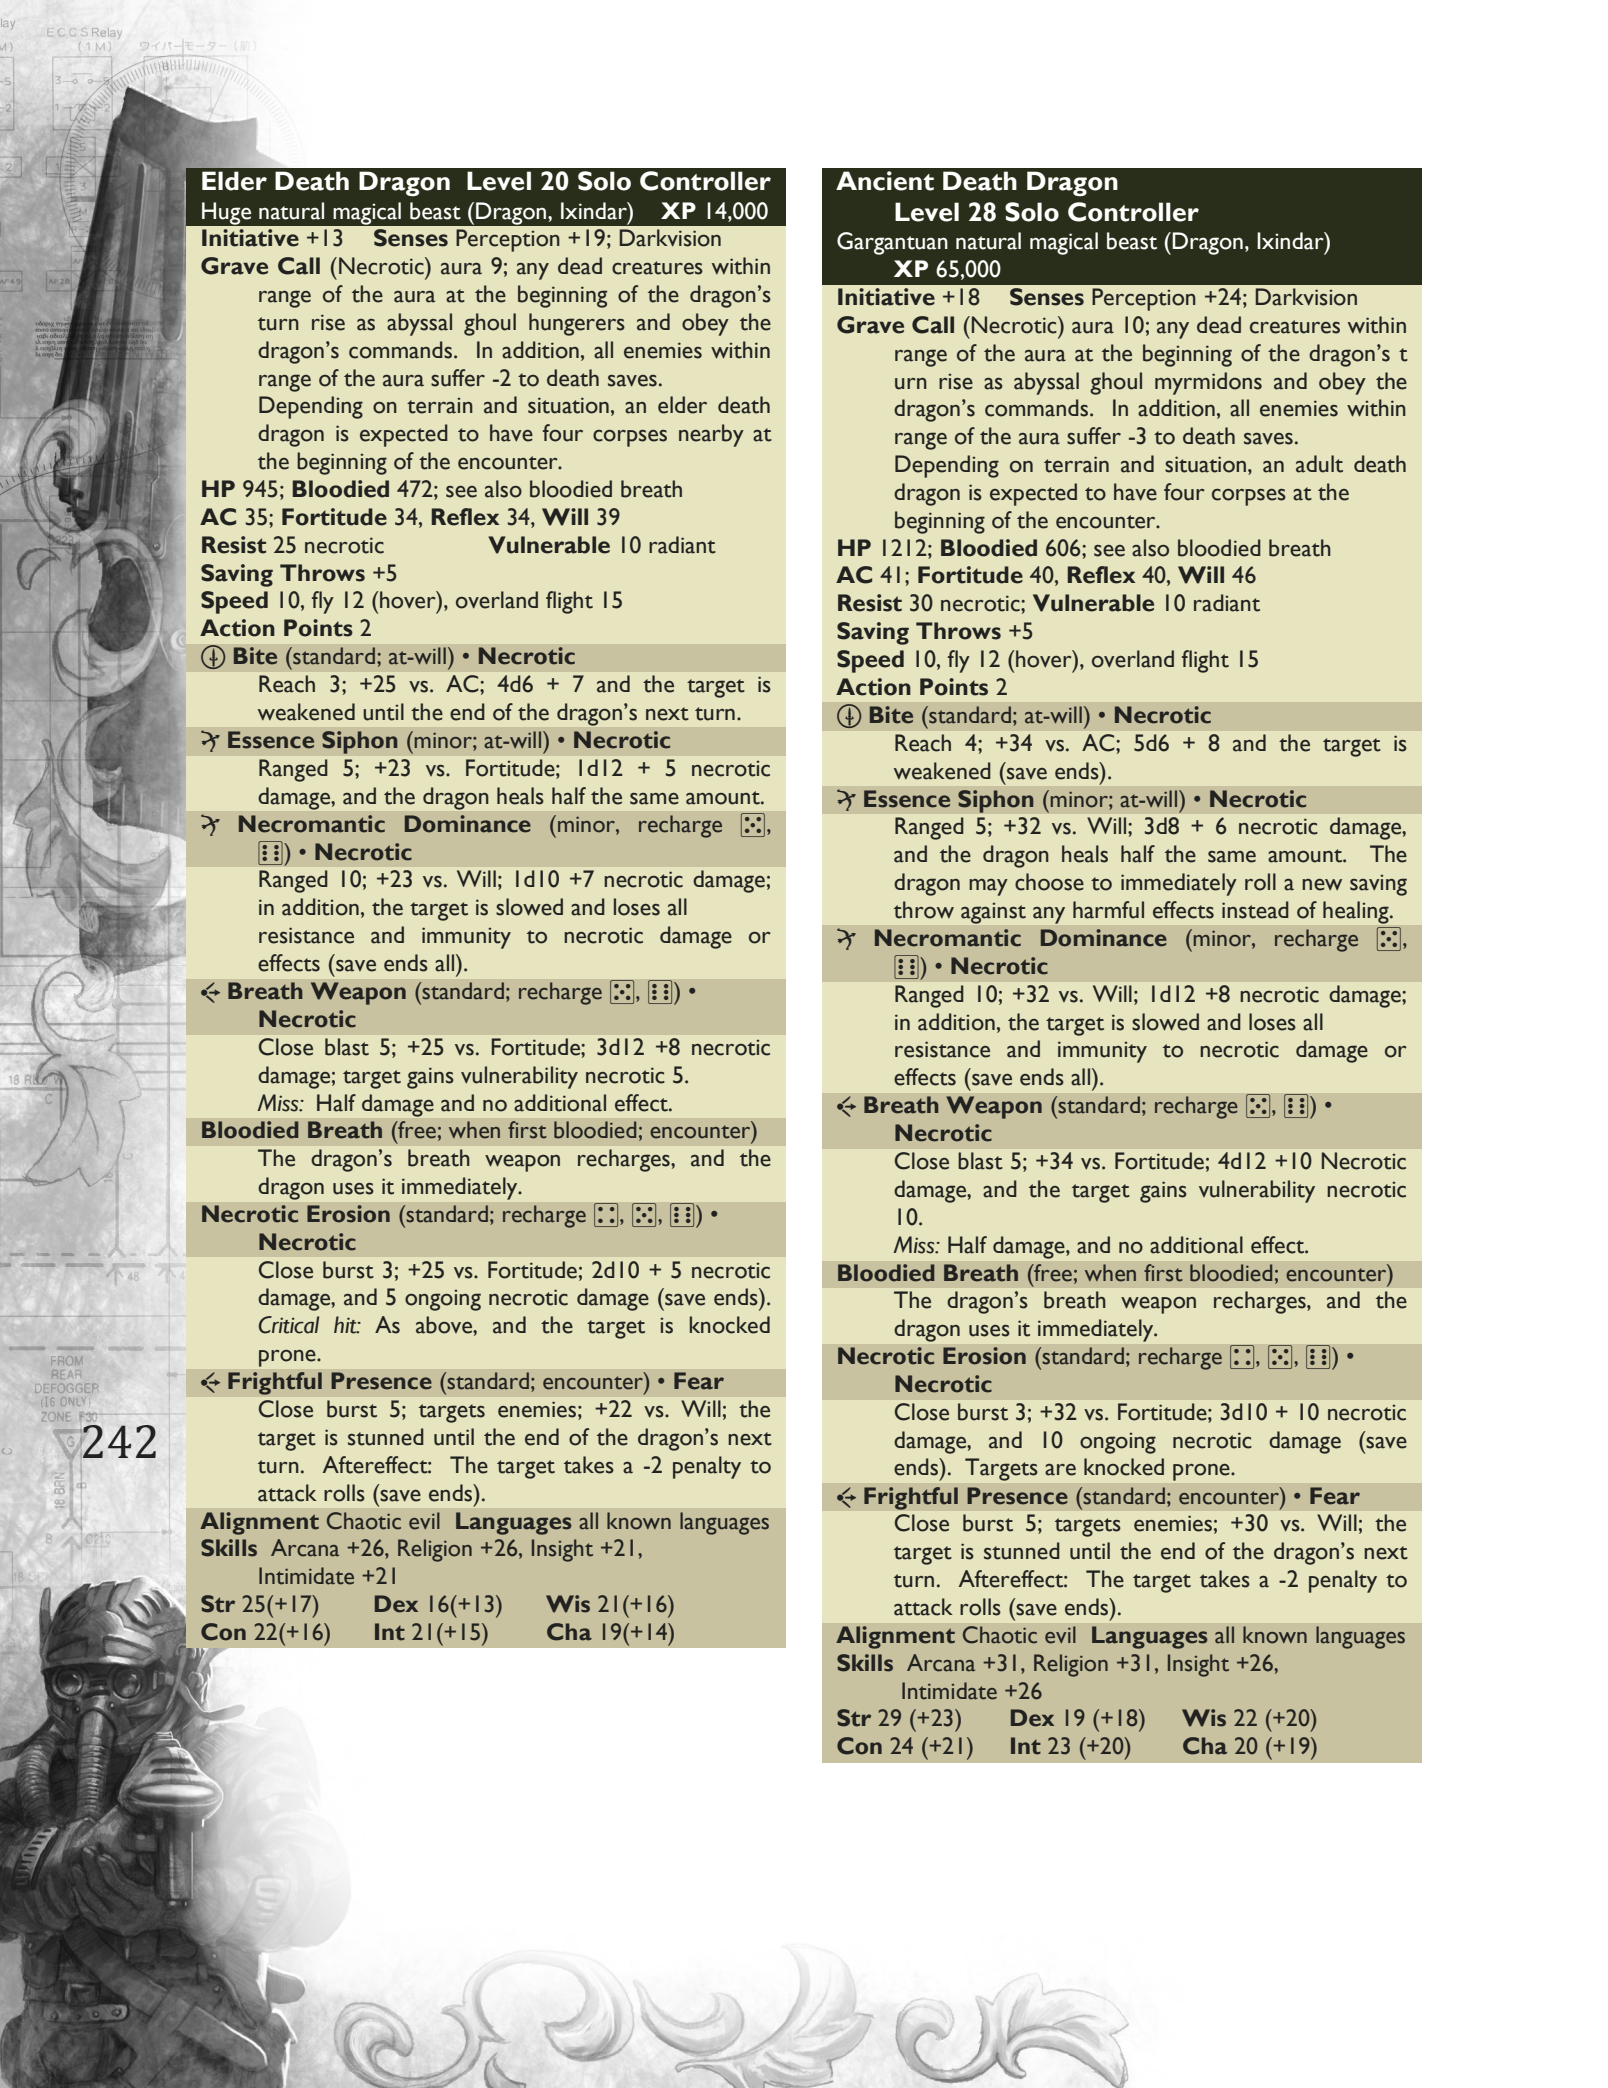 E C C S Relay
(1 M)
ワイパーモーター (前)
Elder Death Dragon Level 20 Solo Controller
Huge natural magical beast (Dragon, Ixindar) XP 14,000
Initiative +13 Senses Perception +19; Darkvision
Grave Call (Necrotic) aura 9; any dead creatures within
range of the aura at the beginning of the dragon's
turn rise as abyssal ghoul hungerers and obey the
dragon's commands. In addition, all enemies within
range of the aura suffer -2 to death saves.
Depending on terrain and situation, an elder death
dragon is expected to have four corpses nearby at
the beginning of the encounter.
HP 945; Bloodied 472; see also bloodied breath
AC 35; Fortitude 34, Reflex 34, Will 39
Resist 25 necrotic Vulnerable 10 radiant
Saving Throws +5
Speed 10, fly 12 (hover), overland flight 15
Action Points 2
Bite (standard; at-will) • Necrotic
Reach 3; +25 vs. AC; 4d6 + 7 and the target is
weakened until the end of the dragon's next turn.
Essence Siphon (minor; at-will) • Necrotic
Ranged 5; +23 vs. Fortitude; 1d12 + 5 necrotic
damage, and the dragon heals half the same amount.
Necromantic Dominance (minor, recharge ⚄,
⚅) • Necrotic
Ranged 10; +23 vs. Will; 1d10 +7 necrotic damage;
in addition, the target is slowed and loses all
resistance and immunity to necrotic damage or
effects (save ends all).
Breath Weapon (standard; recharge ⚄, ⚅) •
Necrotic
Close blast 5; +25 vs. Fortitude; 3d12 +8 necrotic
damage; target gains vulnerability necrotic 5.
Miss: Half damage and no additional effect.
Bloodied Breath (free; when first bloodied; encounter)
The dragon's breath weapon recharges, and the
dragon uses it immediately.
Necrotic Erosion (standard; recharge ⚃, ⚄, ⚅) •
Necrotic
Close burst 3; +25 vs. Fortitude; 2d10 + 5 necrotic
damage, and 5 ongoing necrotic damage (save ends).
Critical hit: As above, and the target is knocked
prone.
Frightful Presence (standard; encounter) • Fear
Close burst 5; targets enemies; +22 vs. Will; the
target is stunned until the end of the dragon's next
turn. Aftereffect: The target takes a -2 penalty to
attack rolls (save ends).
Alignment Chaotic evil Languages all known languages
Skills Arcana +26, Religion +26, Insight +21,
Intimidate +21
Str 25(+17) Dex 16(+13) Wis 21(+16)
Con 22(+16) Int 21(+15) Cha 19(+14)
Ancient Death Dragon
Level 28 Solo Controller
Gargantuan natural magical beast (Dragon, Ixindar)
XP 65,000
Initiative +18 Senses Perception +24; Darkvision
Grave Call (Necrotic) aura 10; any dead creatures within
range of the aura at the beginning of the dragon's t
urn rise as abyssal ghoul myrmidons and obey the
dragon's commands. In addition, all enemies within
range of the aura suffer -3 to death saves.
Depending on terrain and situation, an adult death
dragon is expected to have four corpses at the
beginning of the encounter.
HP 1212; Bloodied 606; see also bloodied breath
AC 41; Fortitude 40, Reflex 40, Will 46
Resist 30 necrotic; Vulnerable 10 radiant
Saving Throws +5
Speed 10, fly 12 (hover), overland flight 15
Action Points 2
Bite (standard; at-will) • Necrotic
Reach 4; +34 vs. AC; 5d6 + 8 and the target is
weakened (save ends).
Essence Siphon (minor; at-will) • Necrotic
Ranged 5; +32 vs. Will; 3d8 + 6 necrotic damage,
and the dragon heals half the same amount. The
dragon may choose to immediately roll a new saving
throw against any harmful effects instead of healing.
Necromantic Dominance (minor, recharge ⚄,
⚅) • Necrotic
Ranged 10; +32 vs. Will; 1d12 +8 necrotic damage;
in addition, the target is slowed and loses all
resistance and immunity to necrotic damage or
effects (save ends all).
Breath Weapon (standard; recharge ⚄, ⚅) •
Necrotic
Close blast 5; +34 vs. Fortitude; 4d12 +10 Necrotic
damage, and the target gains vulnerability necrotic
10.
Miss: Half damage, and no additional effect.
Bloodied Breath (free; when first bloodied; encounter)
The dragon's breath weapon recharges, and the
dragon uses it immediately.
Necrotic Erosion (standard; recharge ⚃, ⚄, ⚅) •
Necrotic
Close burst 3; +32 vs. Fortitude; 3d10 + 10 necrotic
damage, and 10 ongoing necrotic damage (save
ends). Targets are knocked prone.
Frightful Presence (standard; encounter) • Fear
Close burst 5; targets enemies; +30 vs. Will; the
target is stunned until the end of the dragon's next
turn. Aftereffect: The target takes a -2 penalty to
attack rolls (save ends).
Alignment Chaotic evil Languages all known languages
Skills Arcana +31, Religion +31, Insight +26,
Intimidate +26
Str 29 (+23) Dex 19 (+18) Wis 22 (+20)
Con 24 (+21) Int 23 (+20) Cha 20 (+19)
FROM
REAR
DEFOGGER
(16 ONLY)
ZONE F30
242
18 BRN